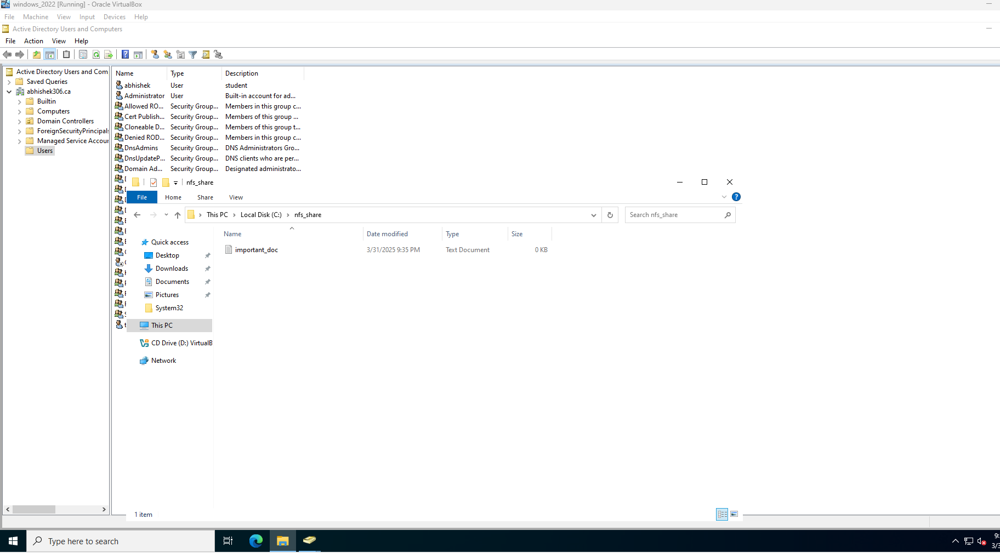 windows_2022 [Running] - Oracle VirtualBox
File Machine View Input Devices Help
Active Directory Users and Computers
File Action View Help
Active Directory Users and Com
Saved Queries
abhishek306.ca
Builtin
Computers
Domain Controllers
ForeignSecurityPrincipals
Managed Service Accour
Users
Name Type Description
abhishek User student
Administrator User Built-in account for ad...
Allowed RO... Security Group... Members in this group c...
Cert Publish... Security Group... Members of this group ...
Cloneable D... Security Group... Members of this group t...
Denied ROD... Security Group... Members in this group c...
DnsAdmins Security Group... DNS Administrators Gro...
DnsUpdateP... Security Group... DNS clients who are per...
Domain Ad... Security Group... Designated administrato...
nfs_share
File Home Share View
This PC Local Disk (C:) nfs_share
Search nfs_share
Quick access
Desktop
Downloads
Documents
Pictures
System32
This PC
CD Drive (D:) VirtualB
Network
Name Date modified Type Size
important_doc 3/31/2025 9:35 PM Text Document 0 KB
1 item
Type here to search
9:
3/3